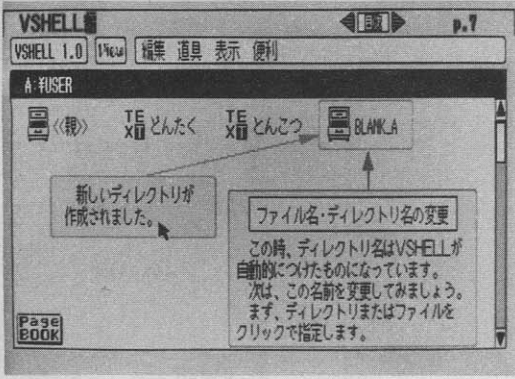 VSHELL編
目次
p.7
VSHELL 1.0
編集 道具 表示 便利
A:¥USER
《親》
TEXT どんたく
TEXT とんこつ
BLANK_A
新しいディレクトリが
作成されました。
ファイル名・ディレクトリ名の変更
この時、ディレクトリ名はVSHELLが
自動的につけたものになっています。
次は、この名前を変更してみましょう。
まず、ディレクトリまたはファイルを
クリックで指定します。
Page
BOOK